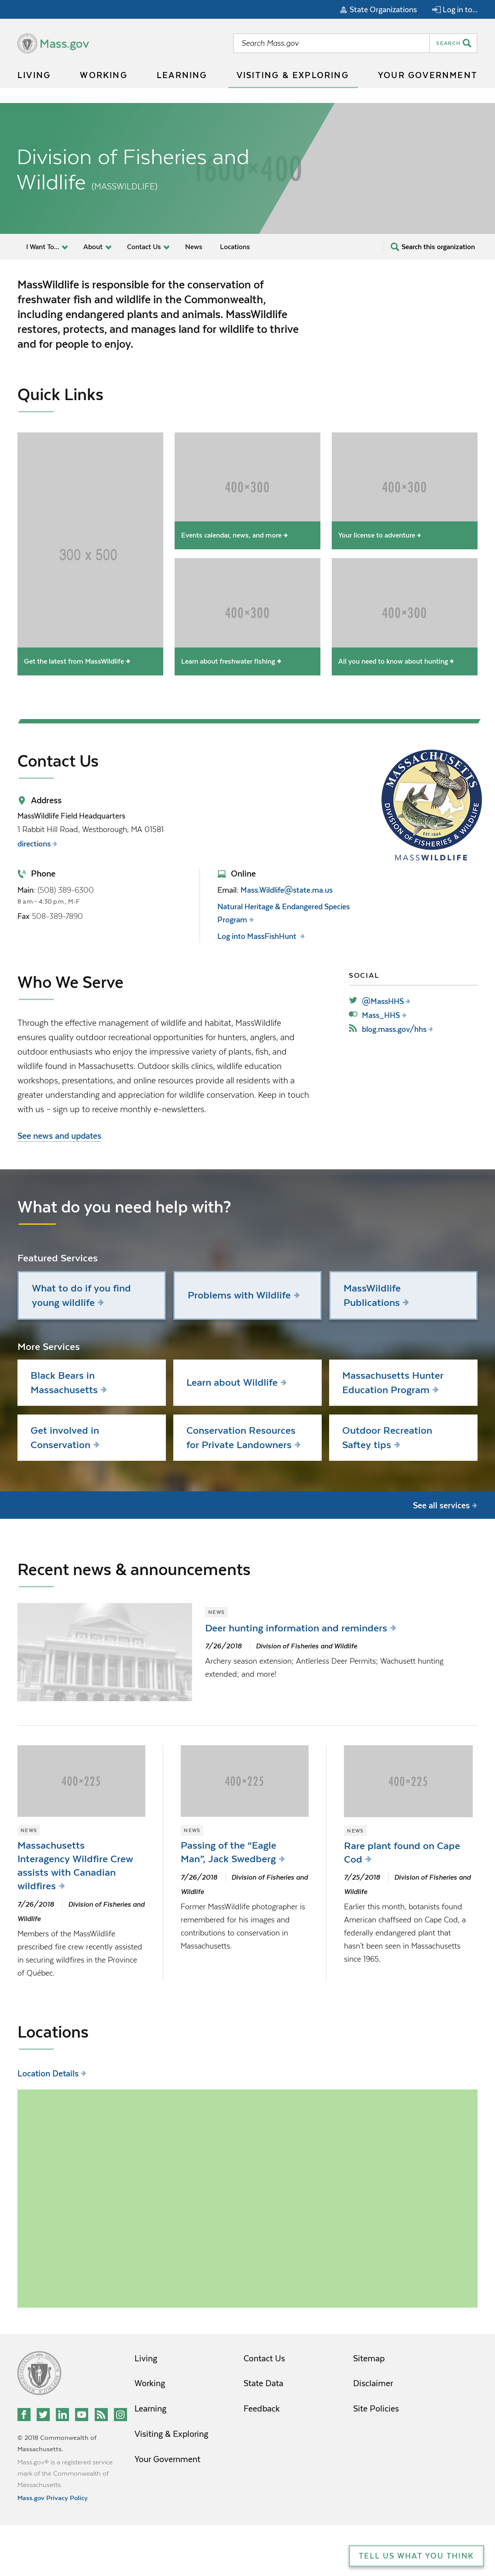 State Organizations
Log in to...
Mass.gov
Search Mass.gov
SEARCH
LIVING
WORKING
LEARNING
VISITING & EXPLORING
YOUR GOVERNMENT
1600×400
Division of Fisheries and
Wildlife (MASSWILDLIFE)
I Want To...
About
Contact Us
News
Locations
Search this organization
MassWildlife is responsible for the conservation of
freshwater fish and wildlife in the Commonwealth,
including endangered plants and animals. MassWildlife
restores, protects, and manages land for wildlife to thrive
and for people to enjoy.
Quick Links
300 x 500
Get the latest from MassWildlife
400×300
Events calendar, news, and more
400×300
Your license to adventure
400×300
Learn about freshwater fishing
400×300
All you need to know about hunting
Contact Us
Address
MassWildlife Field Headquarters
1 Rabbit Hill Road, Westborough, MA 01581
directions
MASSACHUSETTS
DIVISION OF FISHERIES & WILDLIFE
EST. 1866
MASSWILDLIFE
Phone
Main: (508) 389-6300
8 a.m.- 4:30 p.m., M-F
Fax 508-389-7890
Online
Email: Mass.Wildlife@state.ma.us
Natural Heritage & Endangered Species
Program
Log into MassFishHunt
Who We Serve
Through the effective management of wildlife and habitat, MassWildlife
ensures quality outdoor recreational opportunities for hunters, anglers, and
outdoor enthusiasts who enjoy the impressive variety of plants, fish, and
wildlife found in Massachusetts. Outdoor skills clinics, wildlife education
workshops, presentations, and online resources provide all residents with a
greater understanding and appreciation for wildlife conservation. Keep in touch
with us – sign up to receive monthly e-newsletters.
See news and updates
SOCIAL
@MassHHS
Mass_HHS
blog.mass.gov/hhs
What do you need help with?
Featured Services
What to do if you find
young wildlife
Problems with Wildlife
MassWildlife
Publications
More Services
Black Bears in
Massachusetts
Learn about Wildlife
Massachusetts Hunter
Education Program
Get involved in
Conservation
Conservation Resources
for Private Landowners
Outdoor Recreation
Saftey tips
See all services
Recent news & announcements
NEWS
Deer hunting information and reminders
7/26/2018 Division of Fisheries and Wildlife
Archery season extension; Antlerless Deer Permits; Wachusett hunting
extended; and more!
400×225
NEWS
Massachusetts
Interagency Wildfire Crew
assists with Canadian
wildfires
7/26/2018 Division of Fisheries and
Wildlife
Members of the MassWildlife
prescribed fire crew recently assisted
in securing wildfires in the Province
of Québec.
400×225
NEWS
Passing of the “Eagle
Man”, Jack Swedberg
7/26/2018 Division of Fisheries and
Wildlife
Former MassWildlife photographer is
remembered for his images and
contributions to conservation in
Massachusetts.
400×225
NEWS
Rare plant found on Cape
Cod
7/25/2018 Division of Fisheries and
Wildlife
Earlier this month, botanists found
American chaffseed on Cape Cod, a
federally endangered plant that
hasn't been seen in Massachusetts
since 1965.
Locations
Location Details
© 2018 Commonwealth of
Massachusetts.
Mass.gov® is a registered service
mark of the Commonwealth of
Massachusetts.
Mass.gov Privacy Policy
Living
Working
Learning
Visiting & Exploring
Your Government
Contact Us
State Data
Feedback
Sitemap
Disclaimer
Site Policies
TELL US WHAT YOU THINK